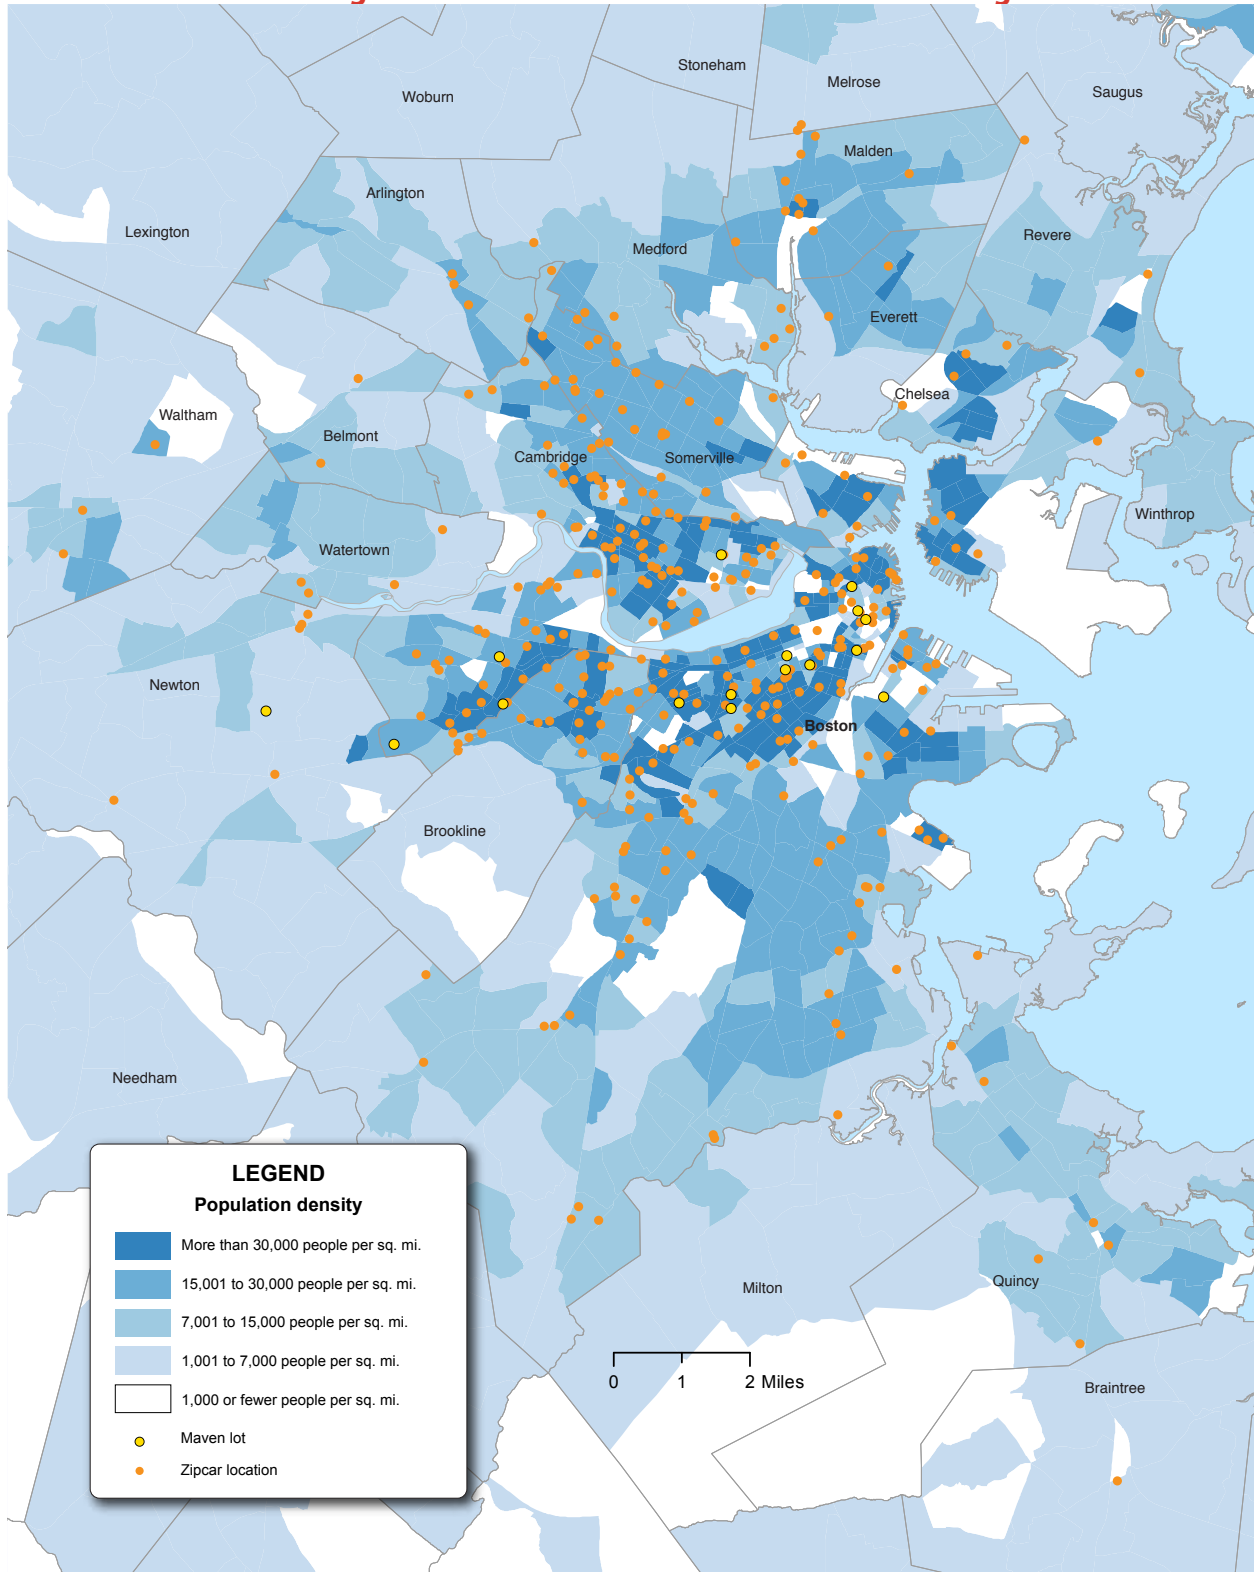 Stoneham
Melrose
Saugus
Woburn
Malden
Arlington
Lexington
Medford
Revere
Everett
Chelsea
Waltham
Belmont
Cambridge
Somerville
Winthrop
Watertown
Newton
Boston
Brookline
Needham
LEGEND
Population density
More than 30,000 people per sq. mi.
15,001 to 30,000 people per sq. mi.
7,001 to 15,000 people per sq. mi.
1,001 to 7,000 people per sq. mi.
1,000 or fewer people per sq. mi.
Maven lot
Zipcar location
Milton
Quincy
0 1 2 Miles
Braintree